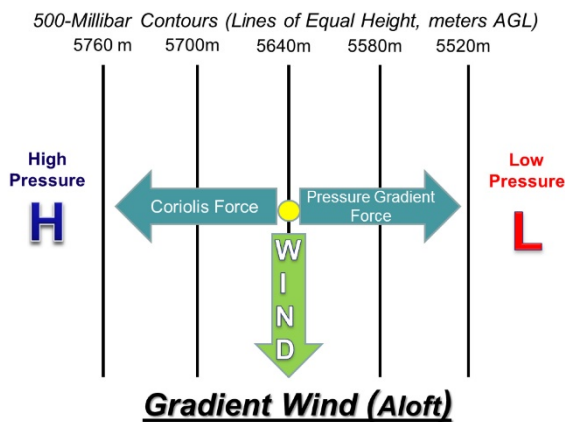 500-Millibar Contours (Lines of Equal Height, meters AGL)
5760 m 5700m 5640m 5580m 5520m
High
Pressure
H
Coriolis Force
Pressure Gradient
Force
Low
Pressure
L
WIND
Gradient Wind (Aloft)